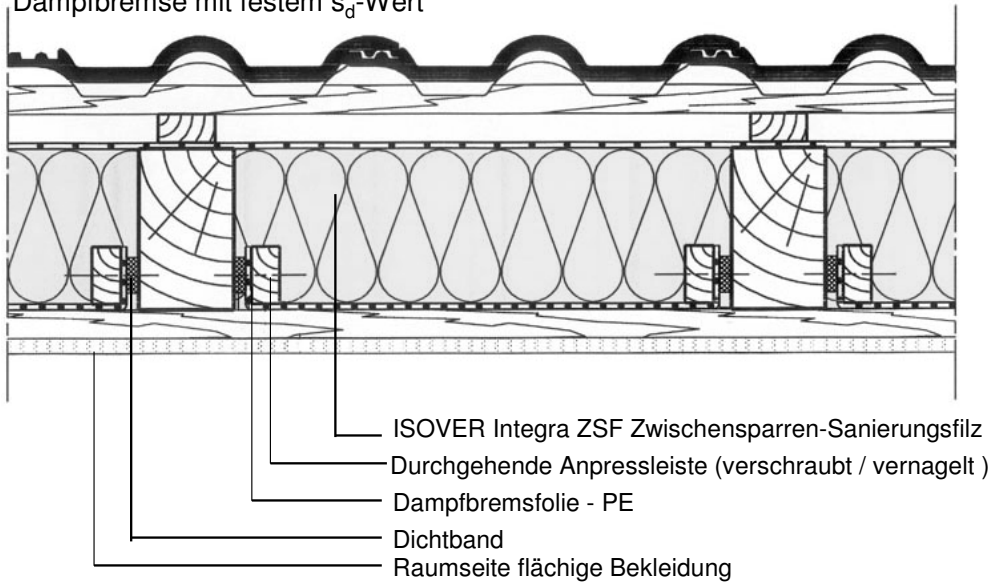 Dampfbremse mit festem s_d-Wert
ISOVER Integra ZSF Zwischensparren-Sanierungsfilz
Durchgehende Anpressleiste (verschraubt / vernagelt )
Dampfbremsfolie - PE
Dichtband
Raumseite flächige Bekleidung